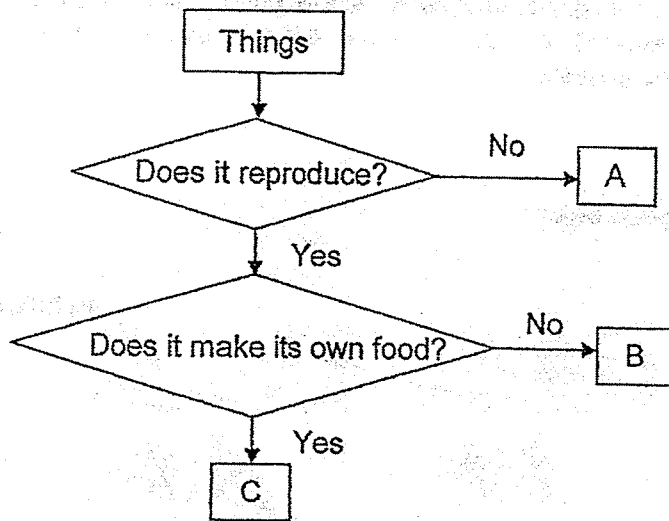 Things
Does it reproduce?
No
A
Yes
Does it make its own food?
No
B
Yes
C